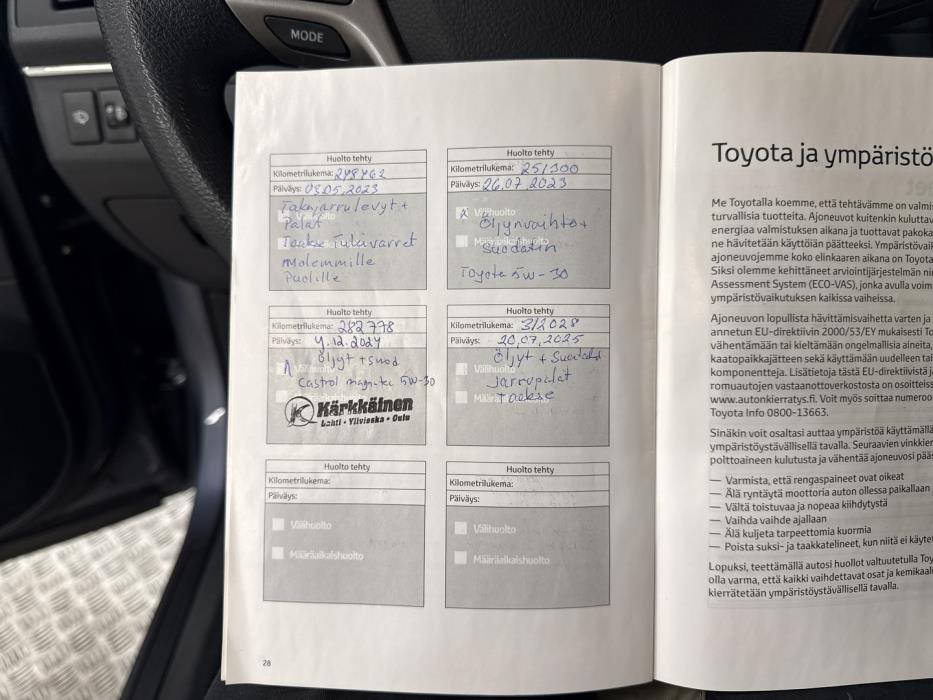 MODE
Huolto tehty
Kilometrilukema: 248762
Päiväys: 03.05.2023
Takajarrulevyt +
Palat
Taakse Tukivarret
Molemmille
Puolille
Huolto tehty
Kilometrilukema: 251300
Päiväys: 26.07.2023
Välihuolto
Öljynvaihto +
Määräaikaishuolto
Suodatin
Toyota 5W-30
Huolto tehty
Kilometrilukema: 282778
Päiväys: 4.12.2024
Öljyt + suod
Castrol magnatec 5W-30
Kärkkäinen
Lahti • Ylivieska • Oulu
Huolto tehty
Kilometrilukema: 312028
Päiväys: 20.07.2025
Öljyt + Suodatin
Välihuolto
jarrupalat
Taakse
Huolto tehty
Kilometrilukema:
Päiväys:
Välihuolto
Määräaikaishuolto
Huolto tehty
Kilometrilukema:
Päiväys:
Välihuolto
Määräaikaishuolto
28
Toyota ja ympäristö
Me Toyotalla koemme, että tehtävämme on valmis
turvallisia tuotteita. Ajoneuvot kuitenkin kuluttav
energiaa valmistuksen aikana ja tuottavat pakoka
ne hävitetään käyttöiän päätteeksi. Ympäristövaik
ajoneuvojemme koko elinkaaren aikana on Toyota
Siksi olemme kehittäneet arviointijärjestelmän nim
Assessment System (ECO-VAS), jonka avulla voim
ympäristövaikutuksen kaikissa vaiheissa.
Ajoneuvon lopullista hävittämisvaihetta varten ja
annetun EU-direktiivin 2000/53/EY mukaisesti To
vähentämään tai kieltämään ongelmallisia aineita,
kaatopaikkajätteen sekä käyttämään uudelleen tai
komponentteja. Lisätietoja tästä EU-direktiivistä ja
romuautojen vastaanottoverkostosta on osoitteiss
www.autonkierratys.fi. Voit myös soittaa numeroo
Toyota Info 0800-13663.
Sinäkin voit osaltasi auttaa ympäristöä käyttämällä
ympäristöystävällisellä tavalla. Seuraavien vinkkien
polttoaineen kulutusta ja vähentää ajoneuvosi pääs
— Varmista, että rengaspaineet ovat oikeat
— Älä ryntäytä moottoria auton ollessa paikallaan
— Vältä toistuvaa ja nopeaa kiihdytystä
— Vaihda vaihde ajallaan
— Älä kuljeta tarpeettomia kuormia
— Poista suksi- ja taakkatelineet, kun niitä ei käyte
Lopuksi, teettämällä autosi huollot valtuutetulla Toy
olla varma, että kaikki vaihdettavat osat ja kemikaali
kierrätetään ympäristöystävällisellä tavalla.